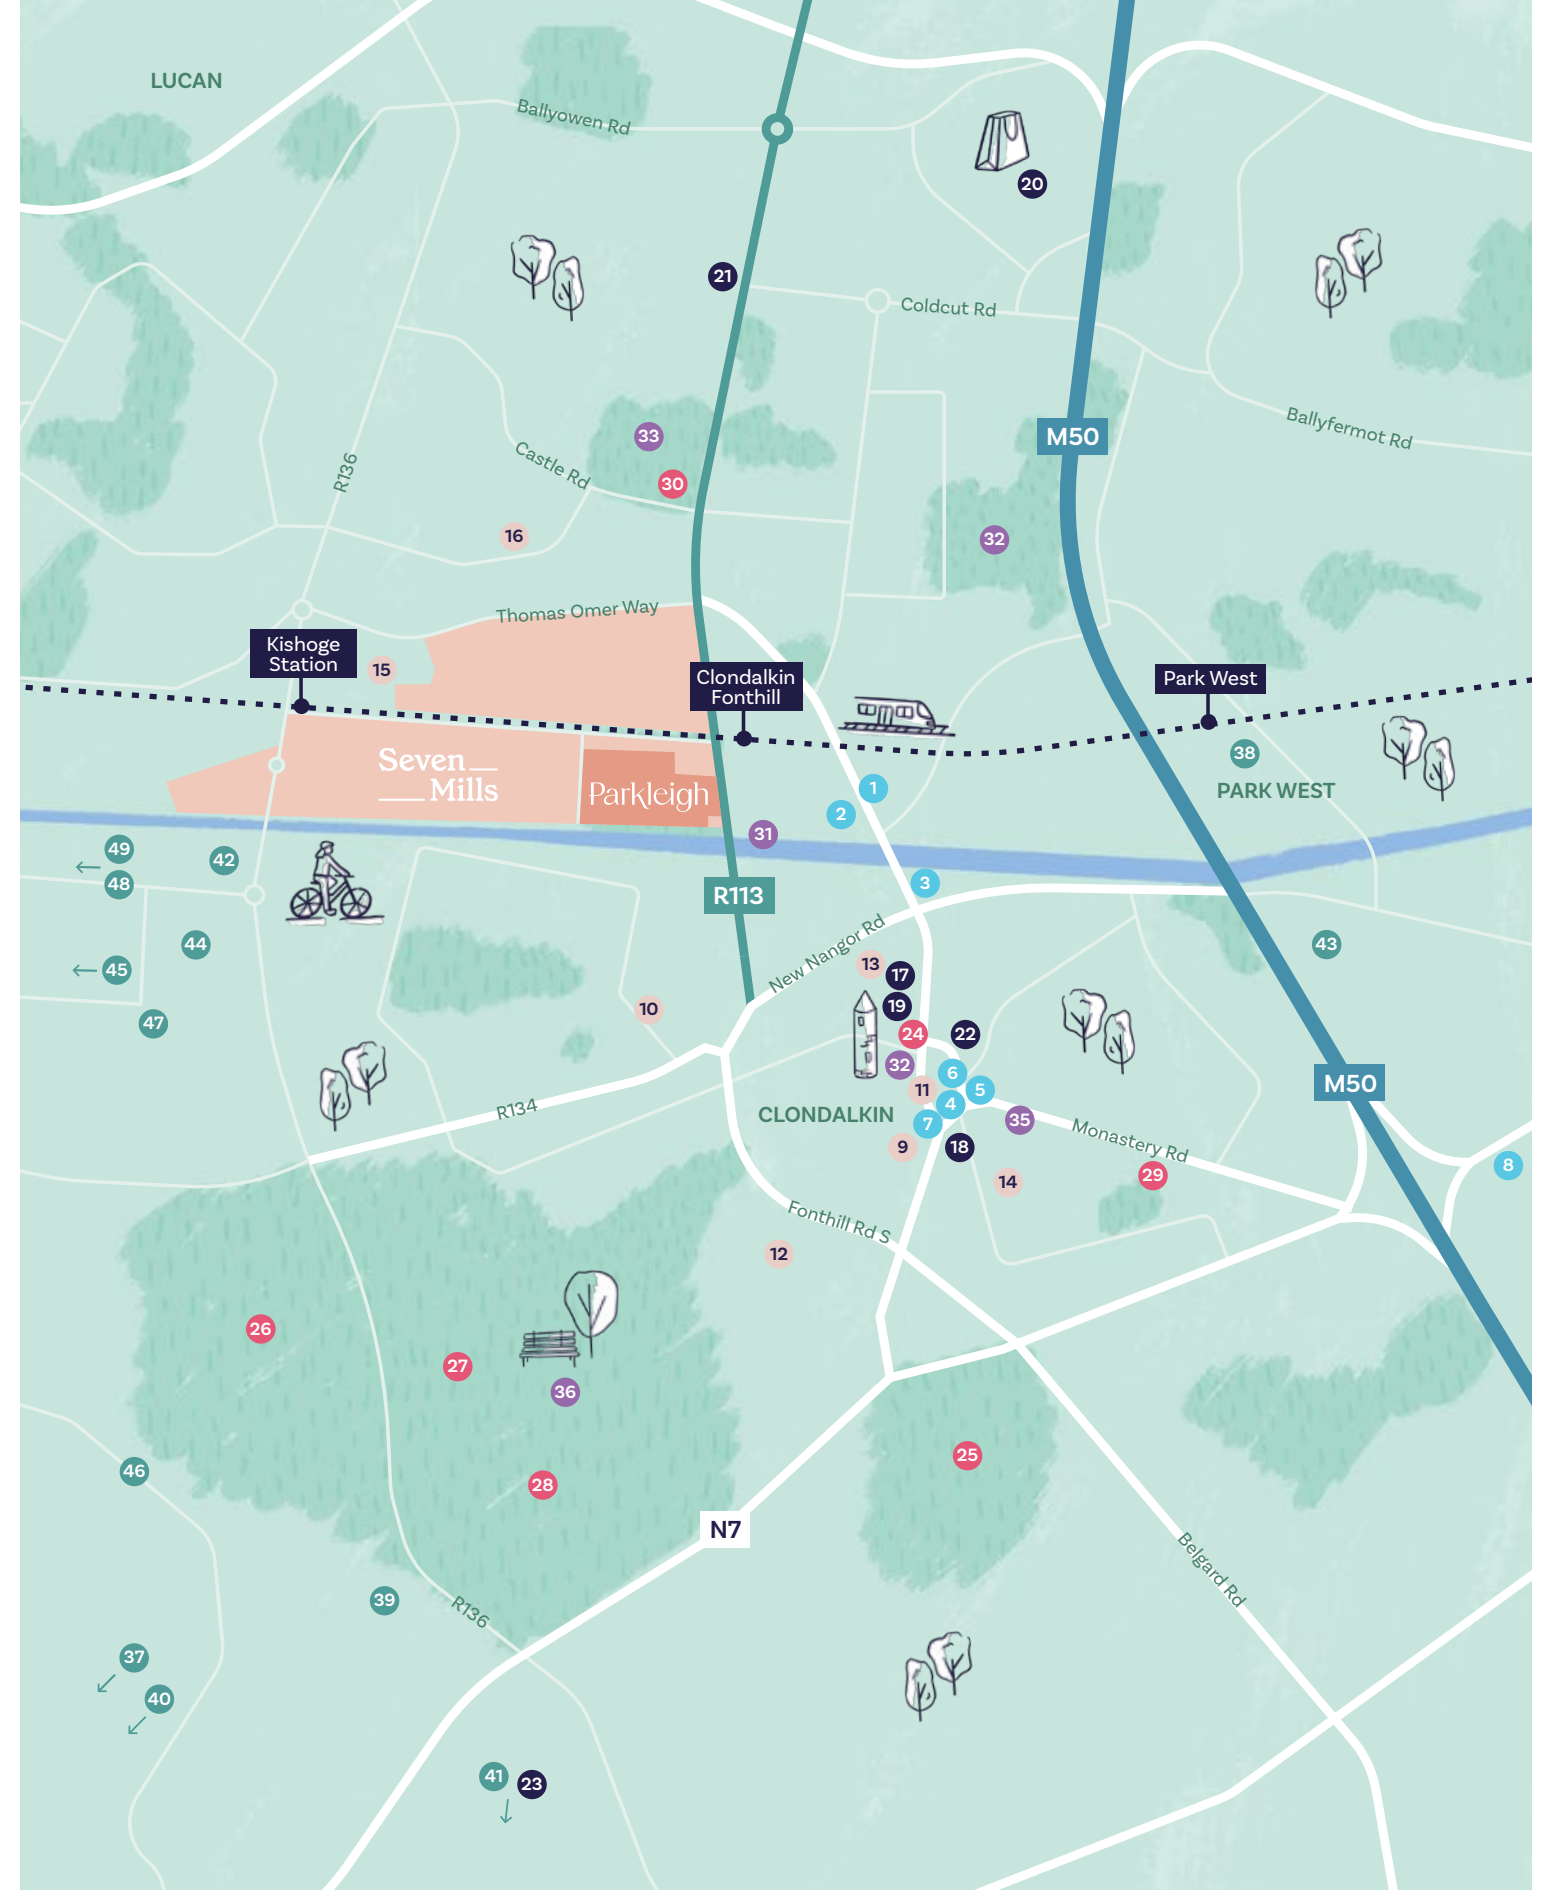 LUCAN
Ballyowen Rd
20
21
Coldcut Rd
M50
Ballyfermot Rd
33
Castle Rd
30
R136
16
32
Thomas Omer Way
Kishoge
Station
15
Clondalkin
Fonthill
Park West
38
PARK WEST
Seven
Mills
Parkleigh
1
2
31
49
42
48
3
R113
44
45
New Nangor Rd
43
13
17
10
19
47
24
22
32
6
M50
11
5
4
R134
CLONDALKIN
7
35
Monastery Rd
9
18
8
29
14
Fonthill Rd S
12
26
27
36
25
46
28
N7
Belgard Rd
39
R136
37
40
41
23